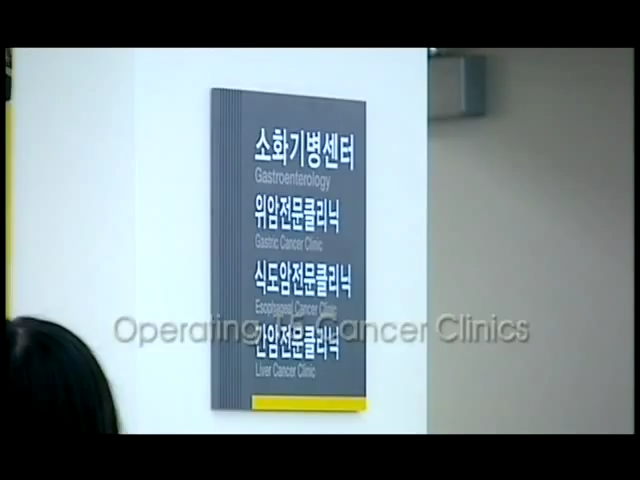 소화기병센터
Gastroenterology
위암전문클리닉
Gastric Cancer Clinic
식도암전문클리닉
Esophageal Cancer Clinic
Operating Cancer Clinics
간암전문클리닉
Liver Cancer Clinic